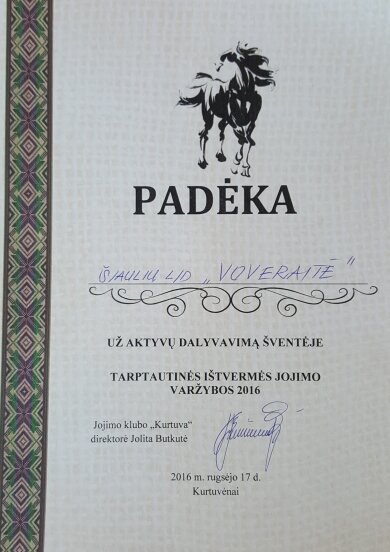 PADĖKA
ŠIAULIŲ L/D „VOVERAITĖ"
UŽ AKTYVŲ DALYVAVIMĄ ŠVENTĖJE
TARPTAUTINĖS IŠTVERMĖS JOJIMO
VARŽYBOS 2016
Jojimo klubo „Kurtuva"
direktorė Jolita Butkutė
2016 m. rugsėjo 17 d.
Kurtuvėnai